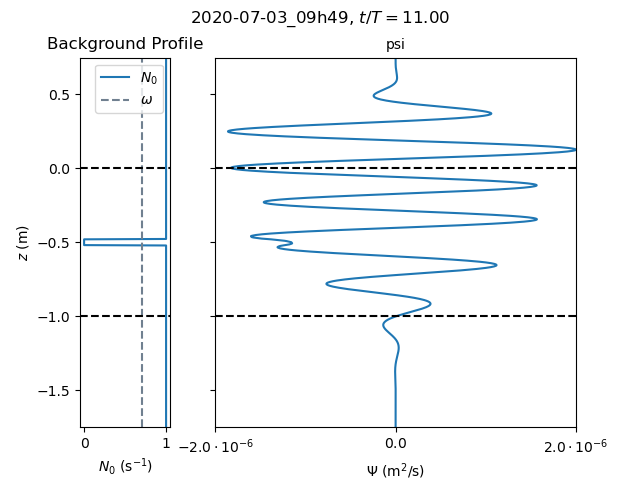 2020-07-03_09h49, t/T = 11.00
Background Profile
psi
N₀
ω
z (m)
0.5
0.0
−0.5
−1.0
−1.5
0 1
N₀ (s⁻¹)
−2.0 · 10⁻⁶ 0.0 2.0 · 10⁻⁶
Ψ (m²/s)